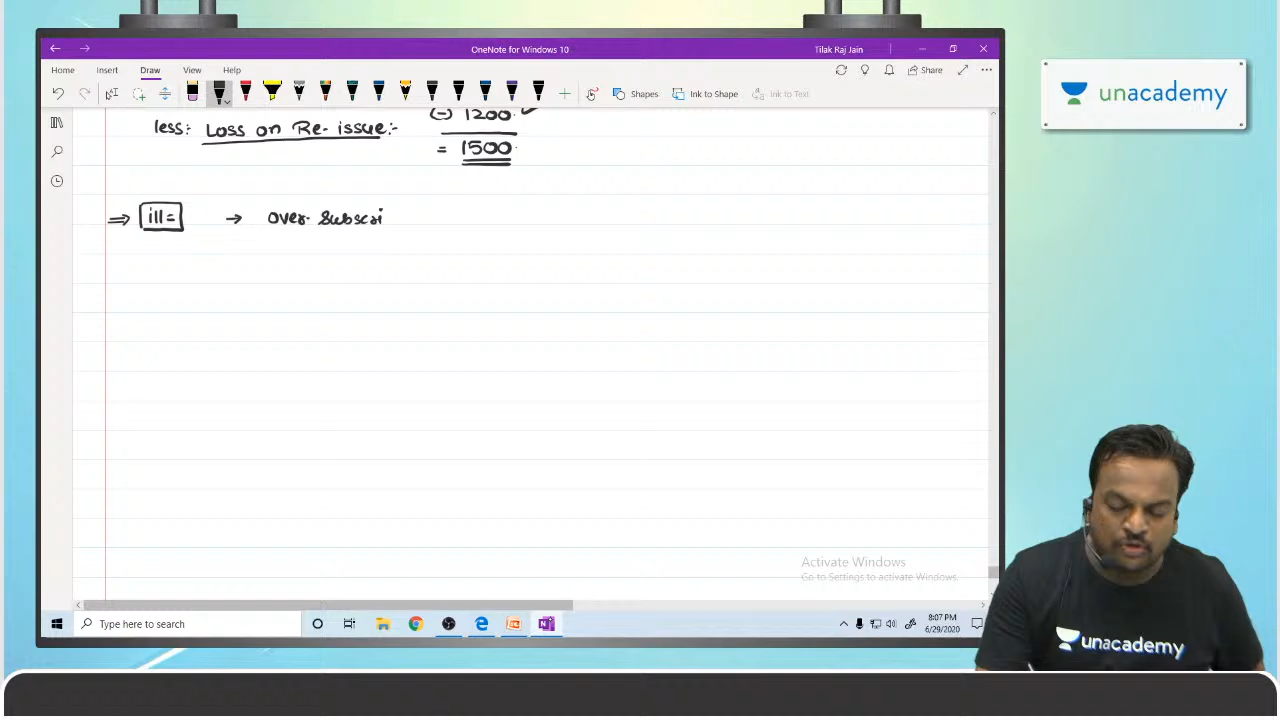 OneNote for Windows 10
Tilak Raj Jain
Home Insert Draw View Help
Share
Shapes Ink to Shape Ink to Text
(-) 1200
less: Loss on Re-issue:-
= 1500
⇒ ill= → Over-Subscri
Activate Windows
Go to Settings to activate Windows.
Type here to search
8:07 PM
6/29/2020
unacademy
unacademy